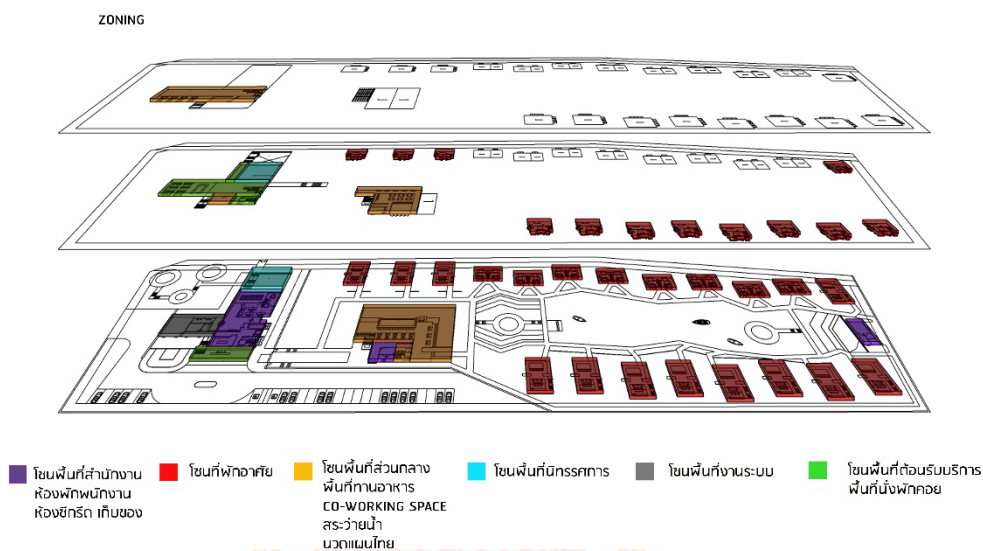 ZONING
โซนพื้นที่สำนักงาน
ห้องพักพนักงาน
ห้องซักรีด เก็บของ
โซนที่พักอาศัย
โซนพื้นที่ส่วนกลาง
พื้นที่ทานอาหาร
CO-WORKING SPACE
สระว่ายน้ำ
นวดแผนไทย
โซนพื้นที่นิทรรศการ
โซนพื้นที่งานระบบ
โซนพื้นที่ต้อนรับบริการ
พื้นที่นั่งพักคอย